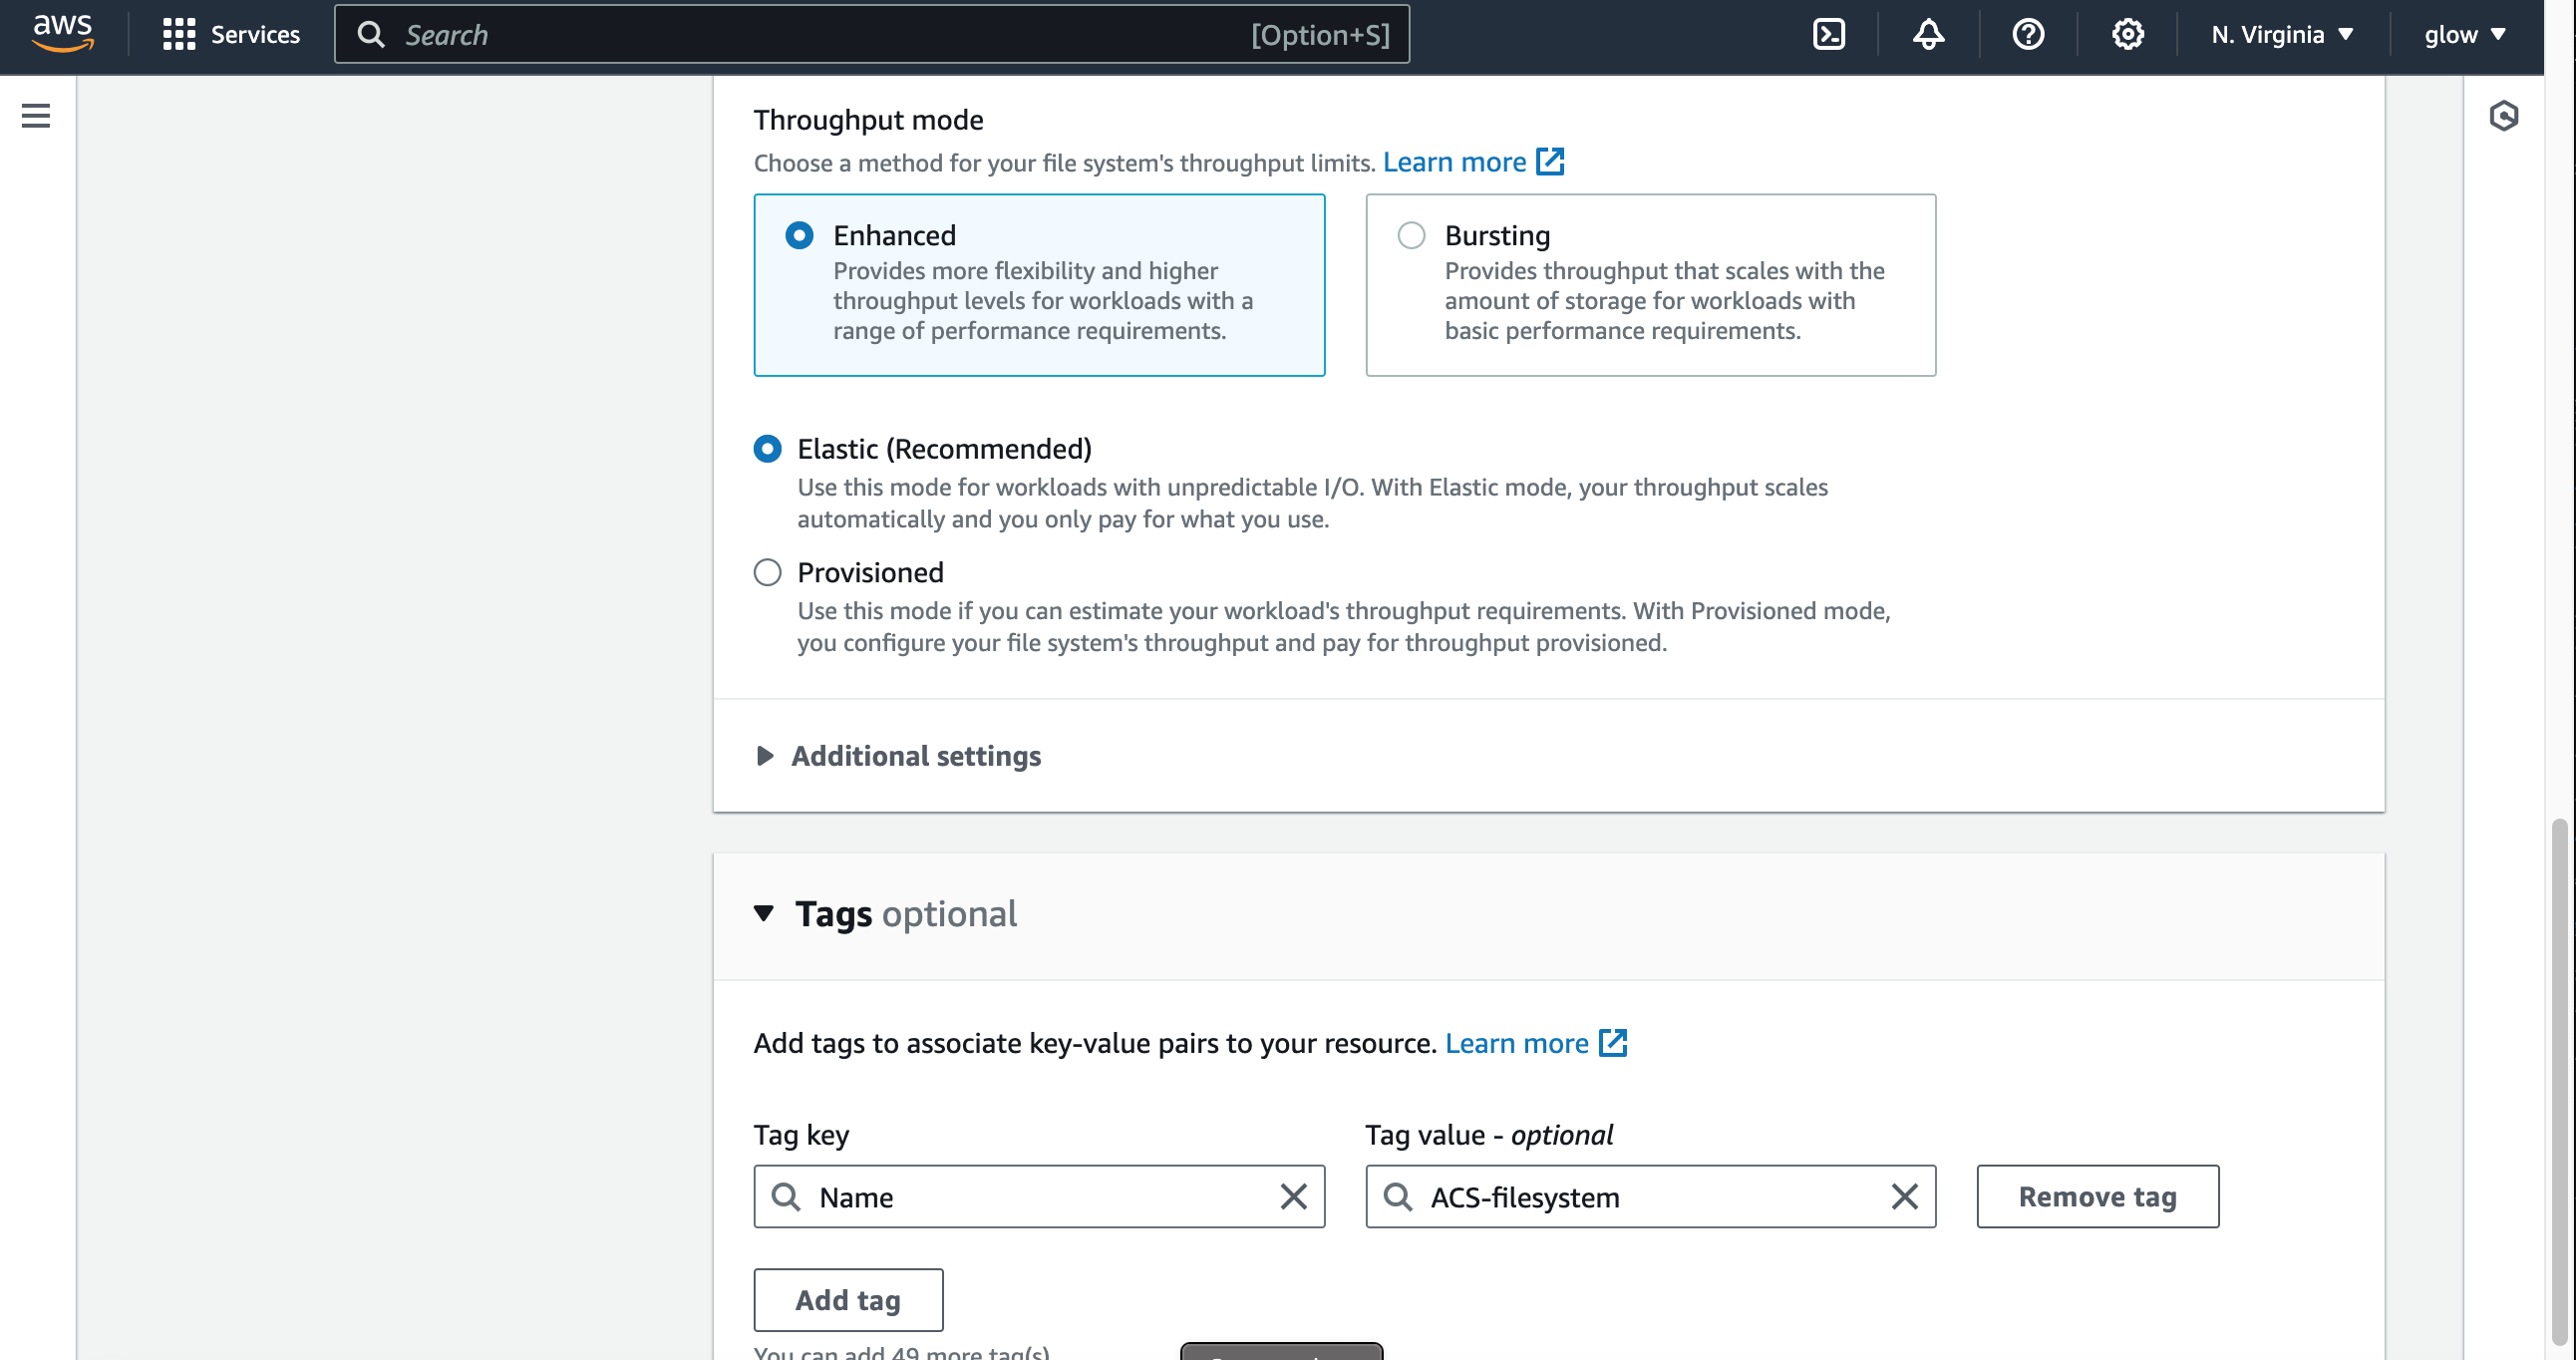 aws
Services
Search
[Option+S]
N. Virginia
glow
Throughput mode
Choose a method for your file system's throughput limits. Learn more
Enhanced
Provides more flexibility and higher
throughput levels for workloads with a
range of performance requirements.
Bursting
Provides throughput that scales with the
amount of storage for workloads with
basic performance requirements.
Elastic (Recommended)
Use this mode for workloads with unpredictable I/O. With Elastic mode, your throughput scales
automatically and you only pay for what you use.
Provisioned
Use this mode if you can estimate your workload's throughput requirements. With Provisioned mode,
you configure your file system's throughput and pay for throughput provisioned.
Additional settings
Tags optional
Add tags to associate key-value pairs to your resource. Learn more
Tag key
Tag value - optional
Name
ACS-filesystem
Remove tag
Add tag
You can add 49 more tag(s)